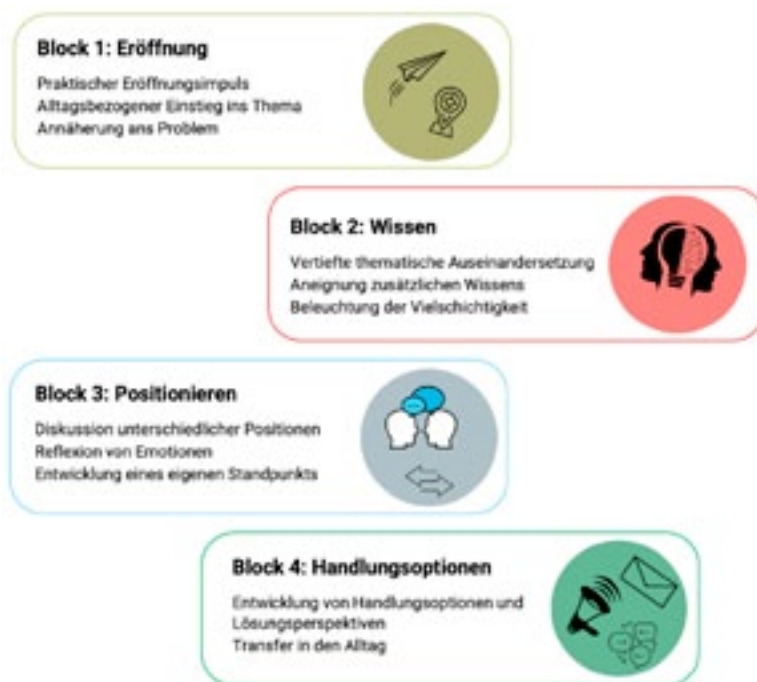 Block 1: Eröffnung
Praktischer Eröffnungsimpuls
Alltagsbezogener Einstieg ins Thema
Annäherung ans Problem
Block 2: Wissen
Vertiefte thematische Auseinandersetzung
Aneignung zusätzlichen Wissens
Beleuchtung der Vielschichtigkeit
Block 3: Positionieren
Diskussion unterschiedlicher Positionen
Reflexion von Emotionen
Entwicklung eines eigenen Standpunkts
Block 4: Handlungsoptionen
Entwicklung von Handlungsoptionen und
Lösungsperspektiven
Transfer in den Alltag